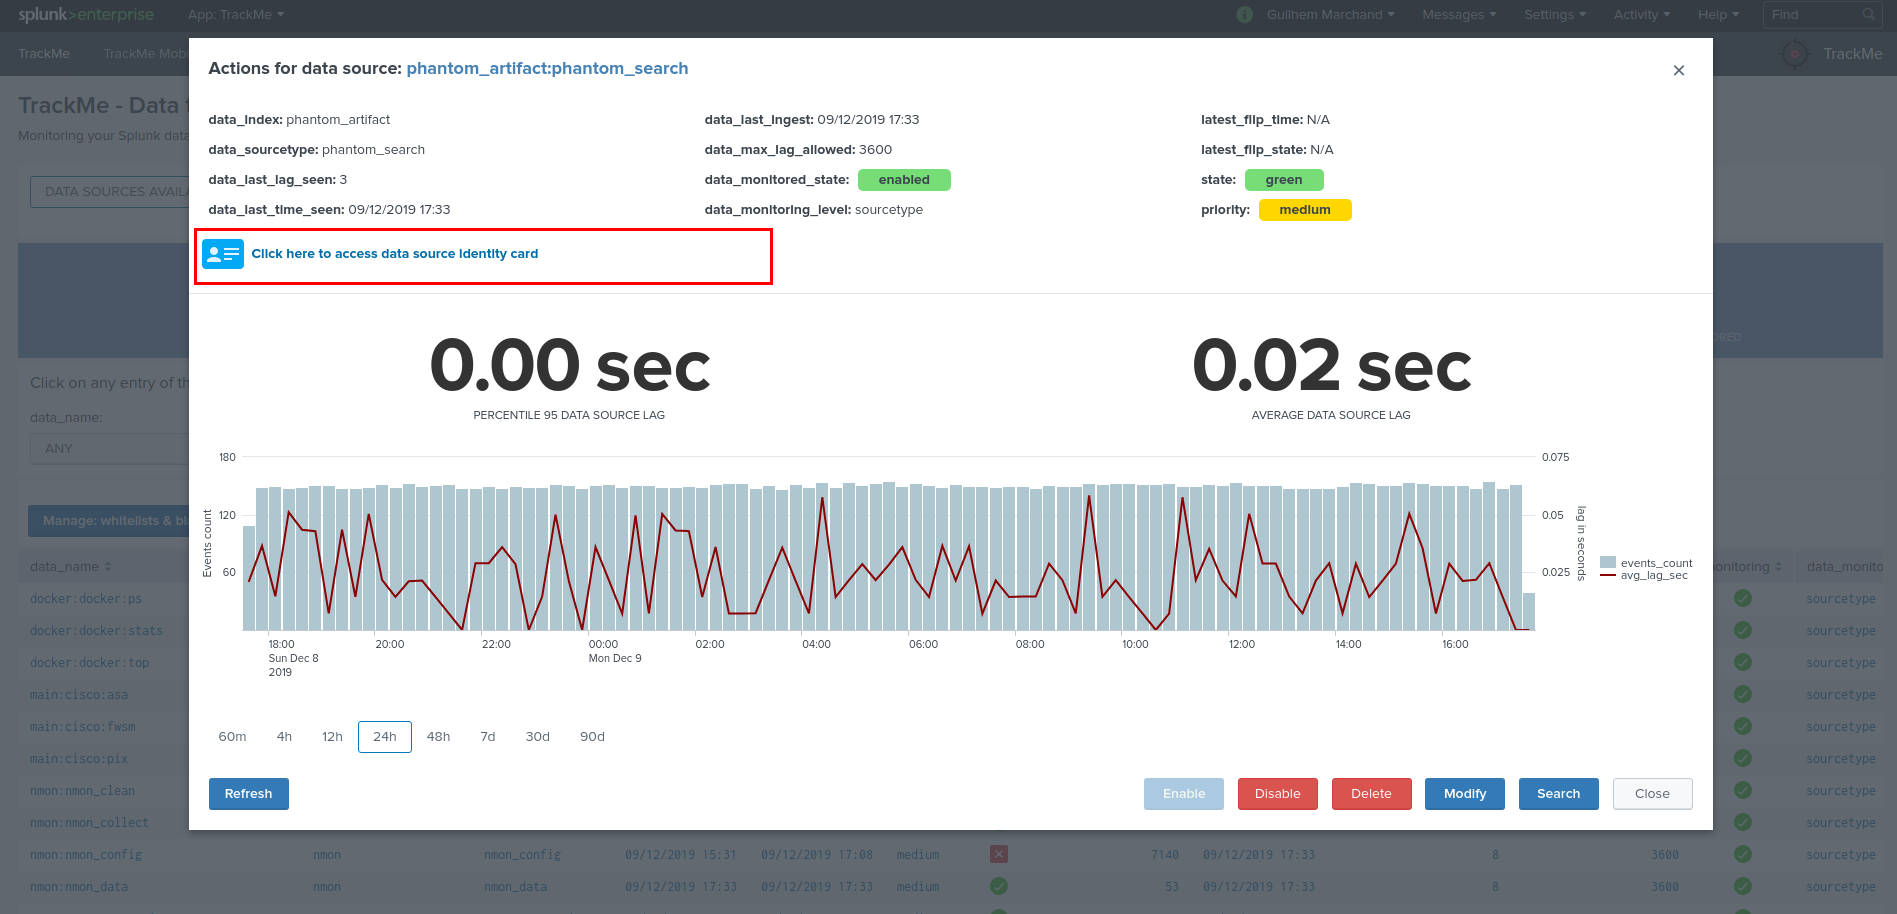 splunk>enterprise App: TrackMe Guilhem Marchand Messages Settings Activity Help Find
TrackMe TrackMe Mob TrackMe
TrackMe - Data
Monitoring your Splunk data
DATA SOURCES AVAILA
Click on any entry of th
data_name:
ANY
Manage: whitelists & bl
Actions for data source: phantom_artifact:phantom_search
data_index: phantom_artifact
data_sourcetype: phantom_search
data_last_lag_seen: 3
data_last_time_seen: 09/12/2019 17:33
data_last_ingest: 09/12/2019 17:33
data_max_lag_allowed: 3600
data_monitored_state: enabled
data_monitoring_level: sourcetype
latest_flip_time: N/A
latest_flip_state: N/A
state: green
priority: medium
Click here to access data source identity card
0.00 sec
PERCENTILE 95 DATA SOURCE LAG
0.02 sec
AVERAGE DATA SOURCE LAG
Events count
180
120
60
0.075
0.05
0.025
lag in seconds
events_count
avg_lag_sec
18:00 20:00 22:00 00:00 02:00 04:00 06:00 08:00 10:00 12:00 14:00 16:00
Sun Dec 8 Mon Dec 9
2019
60m 4h 12h 24h 48h 7d 30d 90d
Refresh Enable Disable Delete Modify Search Close
data_name onitoring data_monito
docker:docker:ps sourcetype
docker:docker:stats sourcetype
docker:docker:top sourcetype
main:cisco:asa sourcetype
main:cisco:fwsm sourcetype
main:cisco:pix sourcetype
nmon:nmon_clean sourcetype
nmon:nmon_collect sourcetype
nmon:nmon_config nmon nmon_config 09/12/2019 15:31 09/12/2019 17:08 medium 7140 09/12/2019 17:33 8 3600 sourcetype
nmon:nmon_data nmon nmon_data 09/12/2019 17:33 09/12/2019 17:33 medium 53 09/12/2019 17:33 8 3600 sourcetype